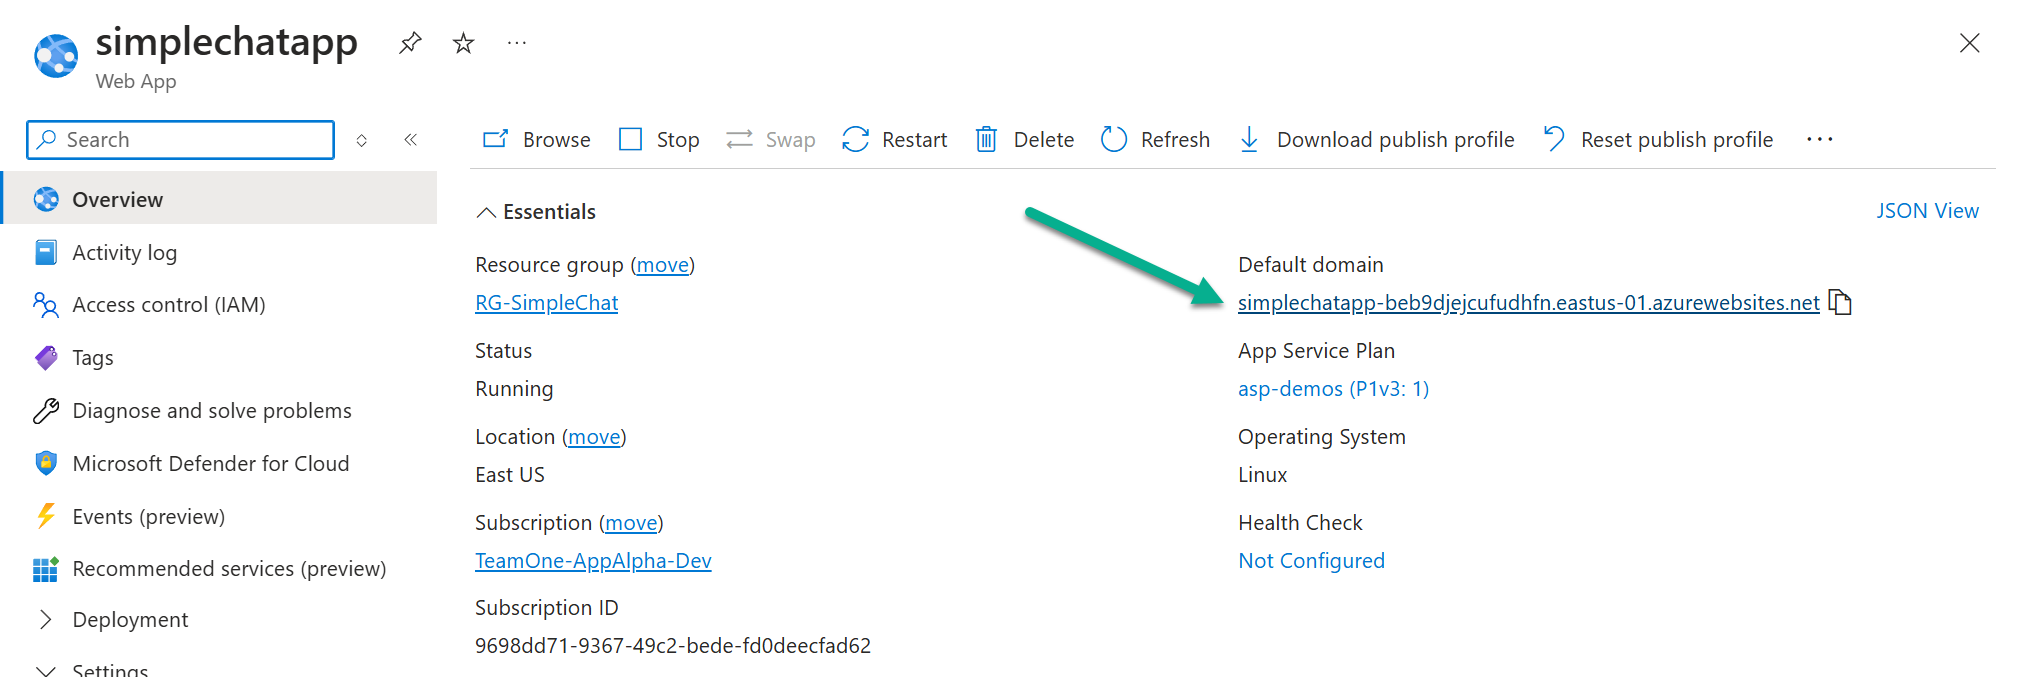 simplechatapp
Web App
Search
Browse
Stop
Swap
Restart
Delete
Refresh
Download publish profile
Reset publish profile
Overview
Activity log
Access control (IAM)
Tags
Diagnose and solve problems
Microsoft Defender for Cloud
Events (preview)
Recommended services (preview)
Deployment
Settings
Essentials
JSON View
Resource group (move)
RG-SimpleChat
Status
Running
Location (move)
East US
Subscription (move)
TeamOne-AppAlpha-Dev
Subscription ID
9698dd71-9367-49c2-bede-fd0deecfad62
Default domain
simplechatapp-beb9djejcufudhfn.eastus-01.azurewebsites.net
App Service Plan
asp-demos (P1v3: 1)
Operating System
Linux
Health Check
Not Configured